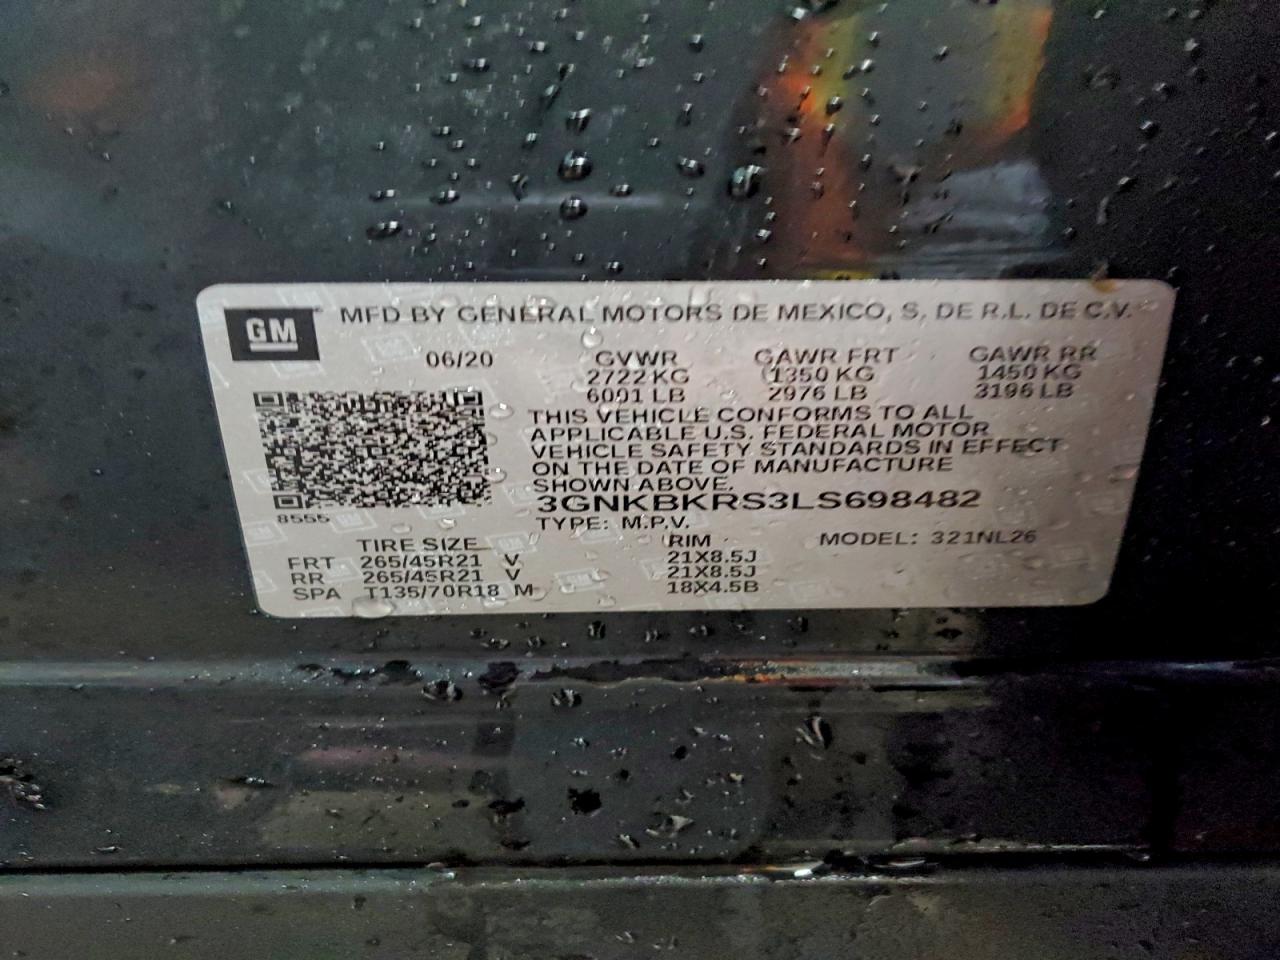 GM MFD BY GENERAL MOTORS DE MEXICO, S. DE R.L. DE C.V.
06/20 GVWR GAWR FRT GAWR RR
2722 KG 1350 KG 1450 KG
6001 LB 2976 LB 3196 LB
THIS VEHICLE CONFORMS TO ALL
APPLICABLE U.S. FEDERAL MOTOR
VEHICLE SAFETY STANDARDS IN EFFECT
ON THE DATE OF MANUFACTURE
SHOWN ABOVE.
3GNKBKRS3LS698482
8555
TYPE: M.P.V.
TIRE SIZE RIM MODEL: 321NL26
FRT 265/45R21 V 21X8.5J
RR 265/45R21 V 21X8.5J
SPA T135/70R18 M 18X4.5B